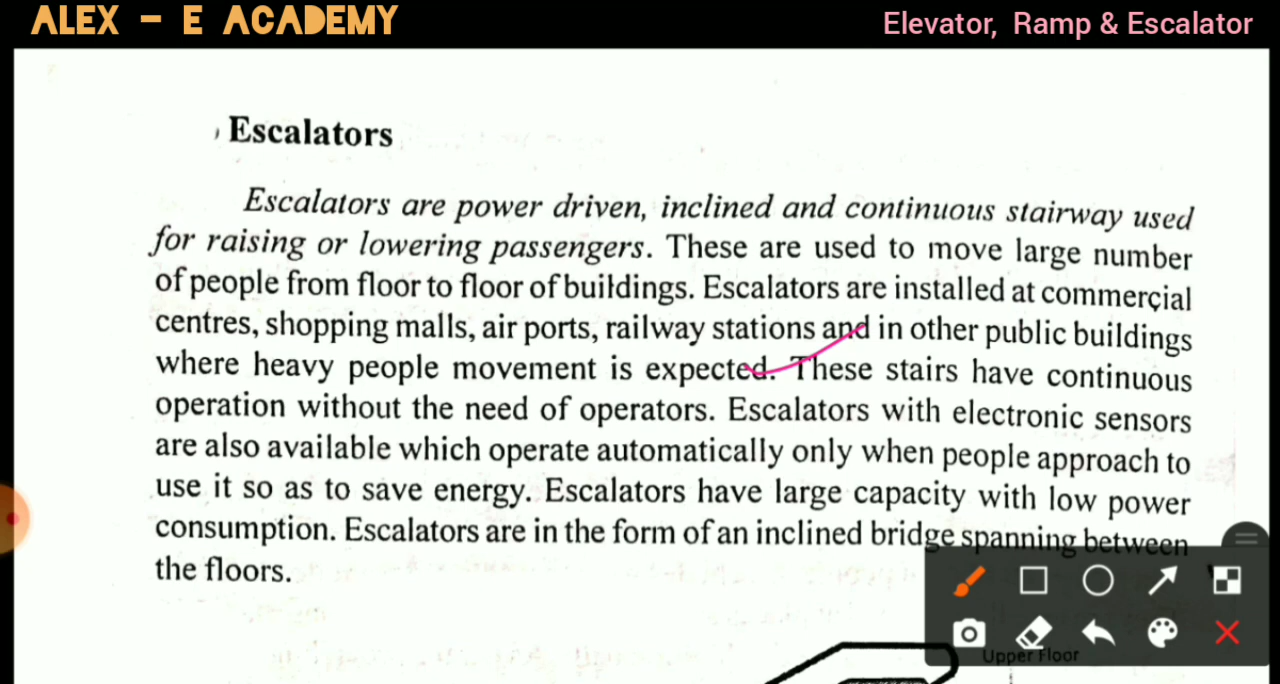 ALEX - E ACADEMY
Elevator, Ramp & Escalator
Escalators
Escalators are power driven, inclined and continuous stairway used
for raising or lowering passengers. These are used to move large number
of people from floor to floor of buildings. Escalators are installed at commercial
centres, shopping malls, air ports, railway stations and in other public buildings
where heavy people movement is expected. These stairs have continuous
operation without the need of operators. Escalators with electronic sensors
are also available which operate automatically only when people approach to
use it so as to save energy. Escalators have large capacity with low power
consumption. Escalators are in the form of an inclined bridge spanning between
the floors.
Upper Floor